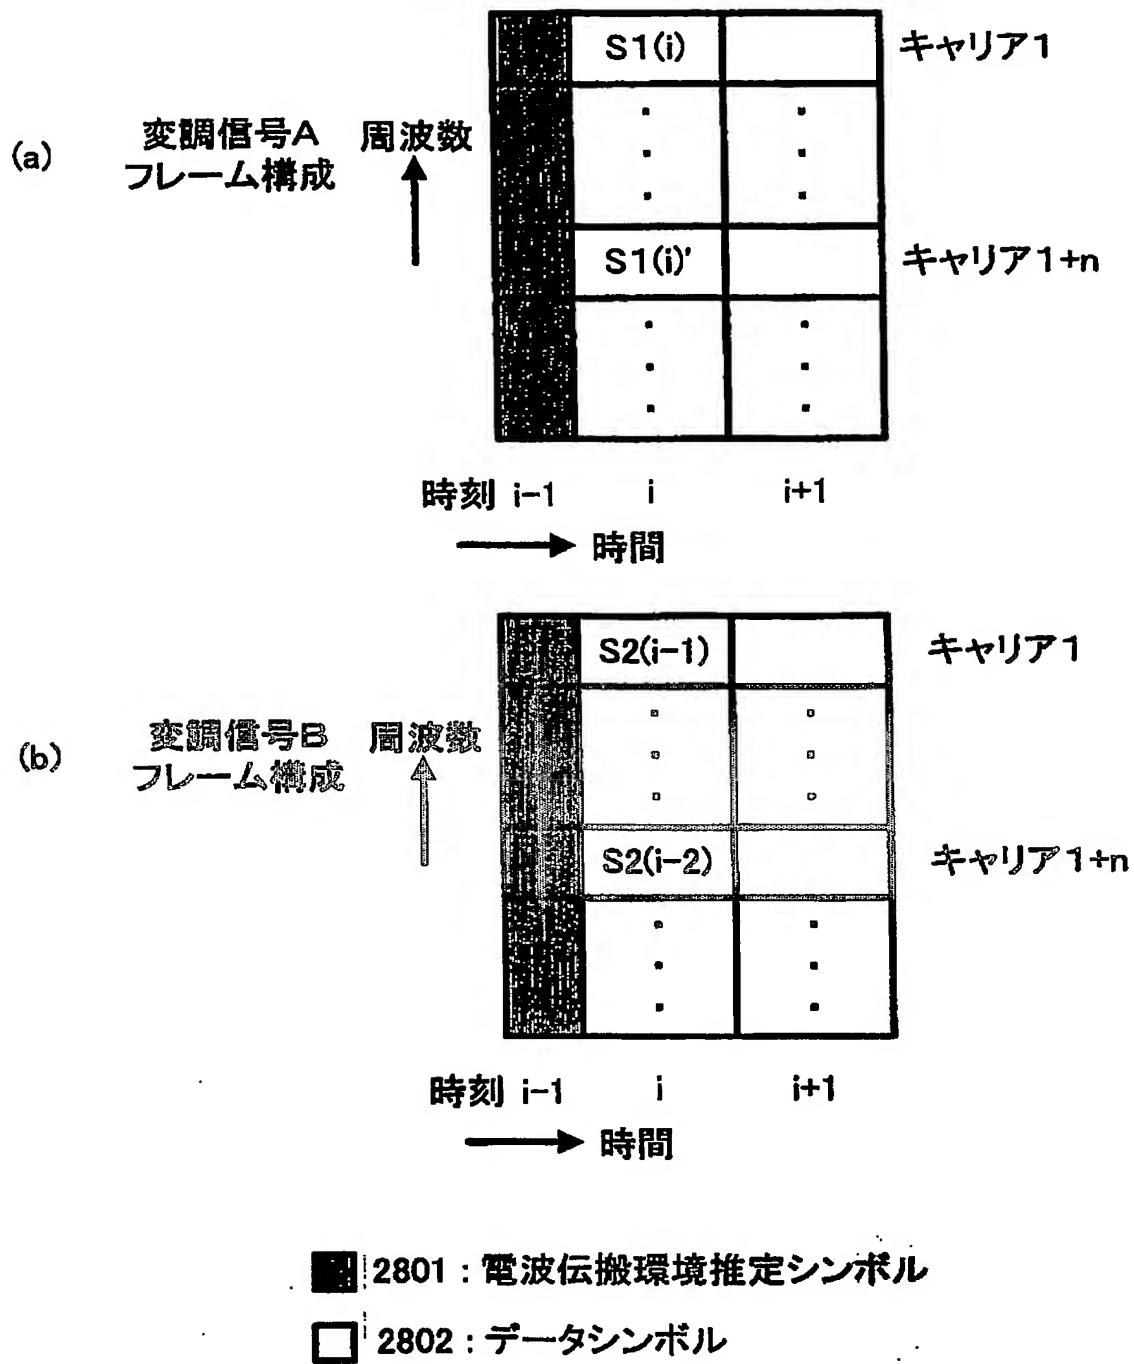 S1(i) キャリア1
(a) 変調信号A 周波数
フレーム構成
S1(i)' キャリア1+n
時刻 i-1 i i+1
時間
S2(i-1) キャリア1
(b) 変調信号B 周波数
フレーム構成
S2(i-2) キャリア1+n
時刻 i-1 i i+1
時間
2801 : 電波伝搬環境推定シンボル
2802 : データシンボル